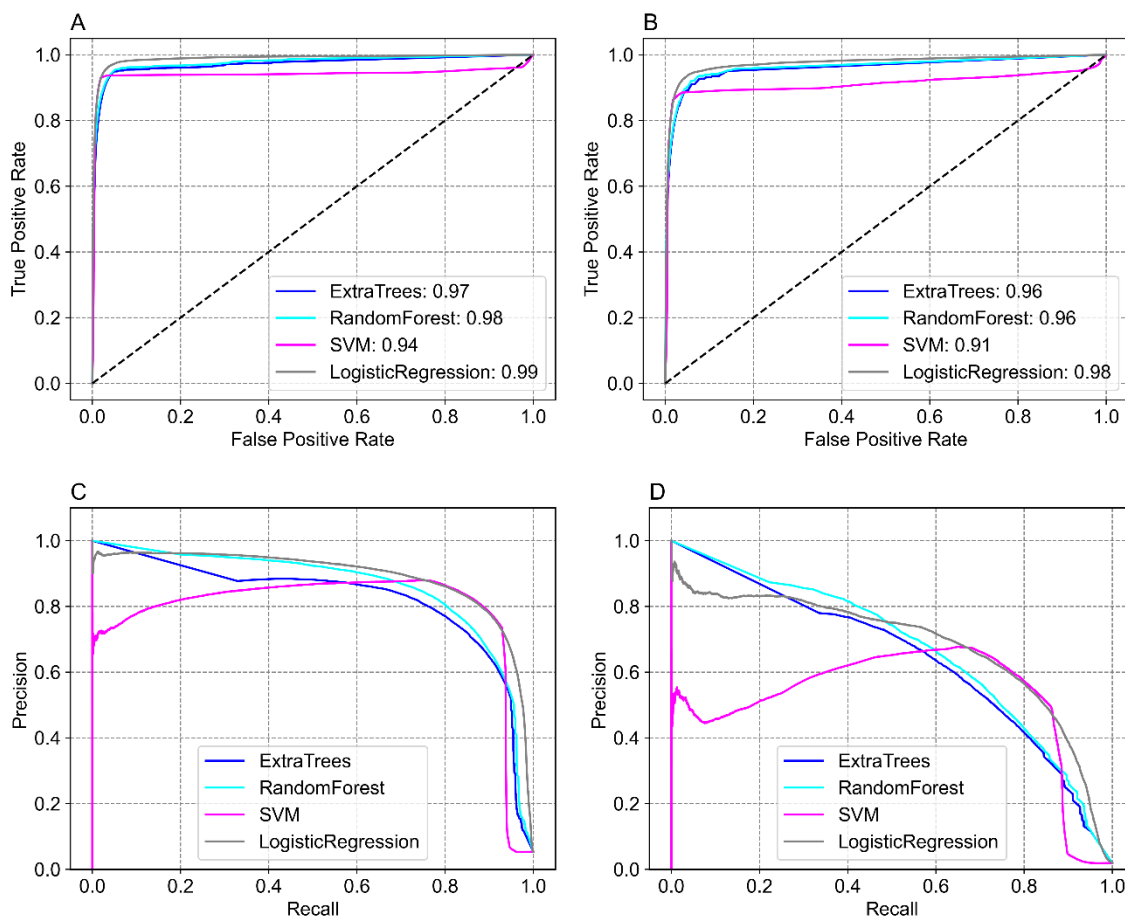 A
1.0
0.8
0.6
0.4
0.2
0.0
True Positive Rate
0.0 0.2 0.4 0.6 0.8 1.0
False Positive Rate
ExtraTrees: 0.97
RandomForest: 0.98
SVM: 0.94
LogisticRegression: 0.99
B
1.0
0.8
0.6
0.4
0.2
0.0
True Positive Rate
0.0 0.2 0.4 0.6 0.8 1.0
False Positive Rate
ExtraTrees: 0.96
RandomForest: 0.96
SVM: 0.91
LogisticRegression: 0.98
C
1.0
0.8
0.6
0.4
0.2
0.0
Precision
0.0 0.2 0.4 0.6 0.8 1.0
Recall
ExtraTrees
RandomForest
SVM
LogisticRegression
D
1.0
0.8
0.6
0.4
0.2
0.0
Precision
0.0 0.2 0.4 0.6 0.8 1.0
Recall
ExtraTrees
RandomForest
SVM
LogisticRegression